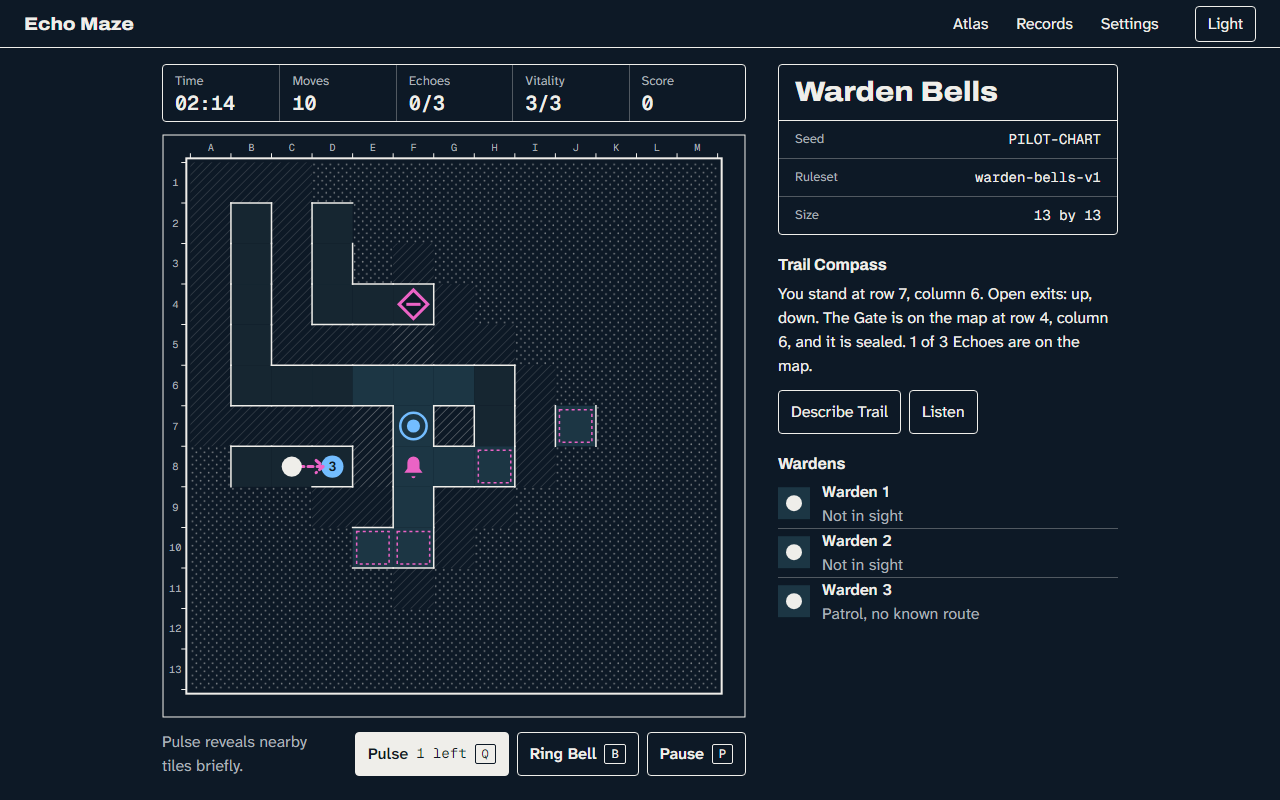 Echo Maze
Atlas Records Settings Light
Time Moves Echoes Vitality Score
02:14 10 0/3 3/3 0
A B C D E F G H I J K L M
1
2
3
4
5
6
7
8 3
9
10
11
12
13
Pulse reveals nearby
tiles briefly.
Pulse 1 left Q Ring Bell B Pause P
Warden Bells
Seed PILOT-CHART
Ruleset warden-bells-v1
Size 13 by 13
Trail Compass
You stand at row 7, column 6. Open exits: up,
down. The Gate is on the map at row 4, column
6, and it is sealed. 1 of 3 Echoes are on the
map.
Describe Trail Listen
Wardens
Warden 1
Not in sight
Warden 2
Not in sight
Warden 3
Patrol, no known route